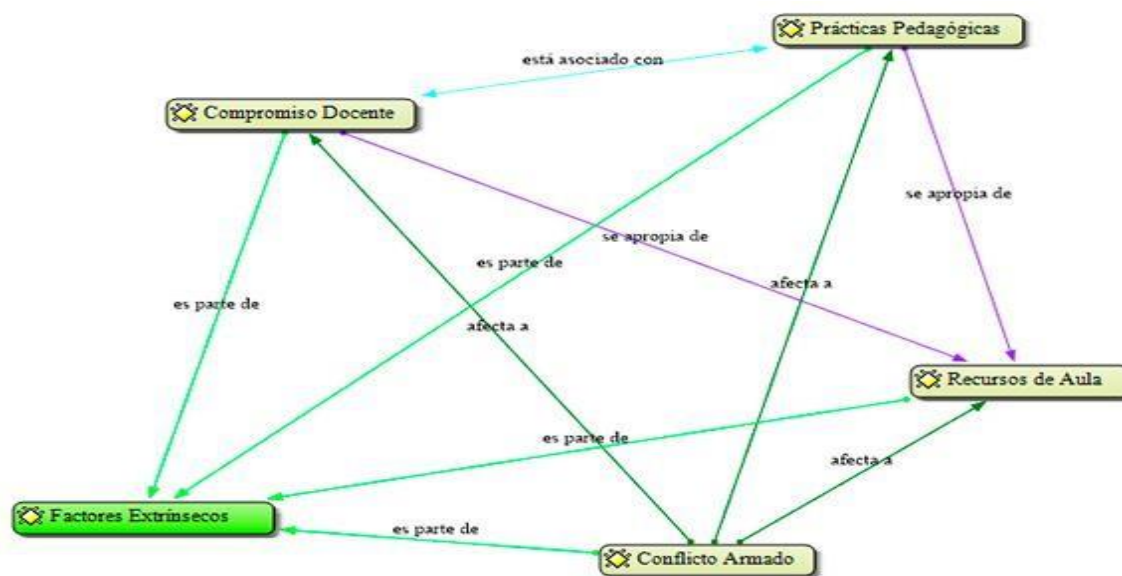 Prácticas Pedagógicas
está asociado con
Compromiso Docente
se apropia de
se apropia de
es parte de
afecta a
es parte de
afecta a
Recursos de Aula
es parte de
afecta a
Factores Extrínsecos
es parte de
Conflicto Armado